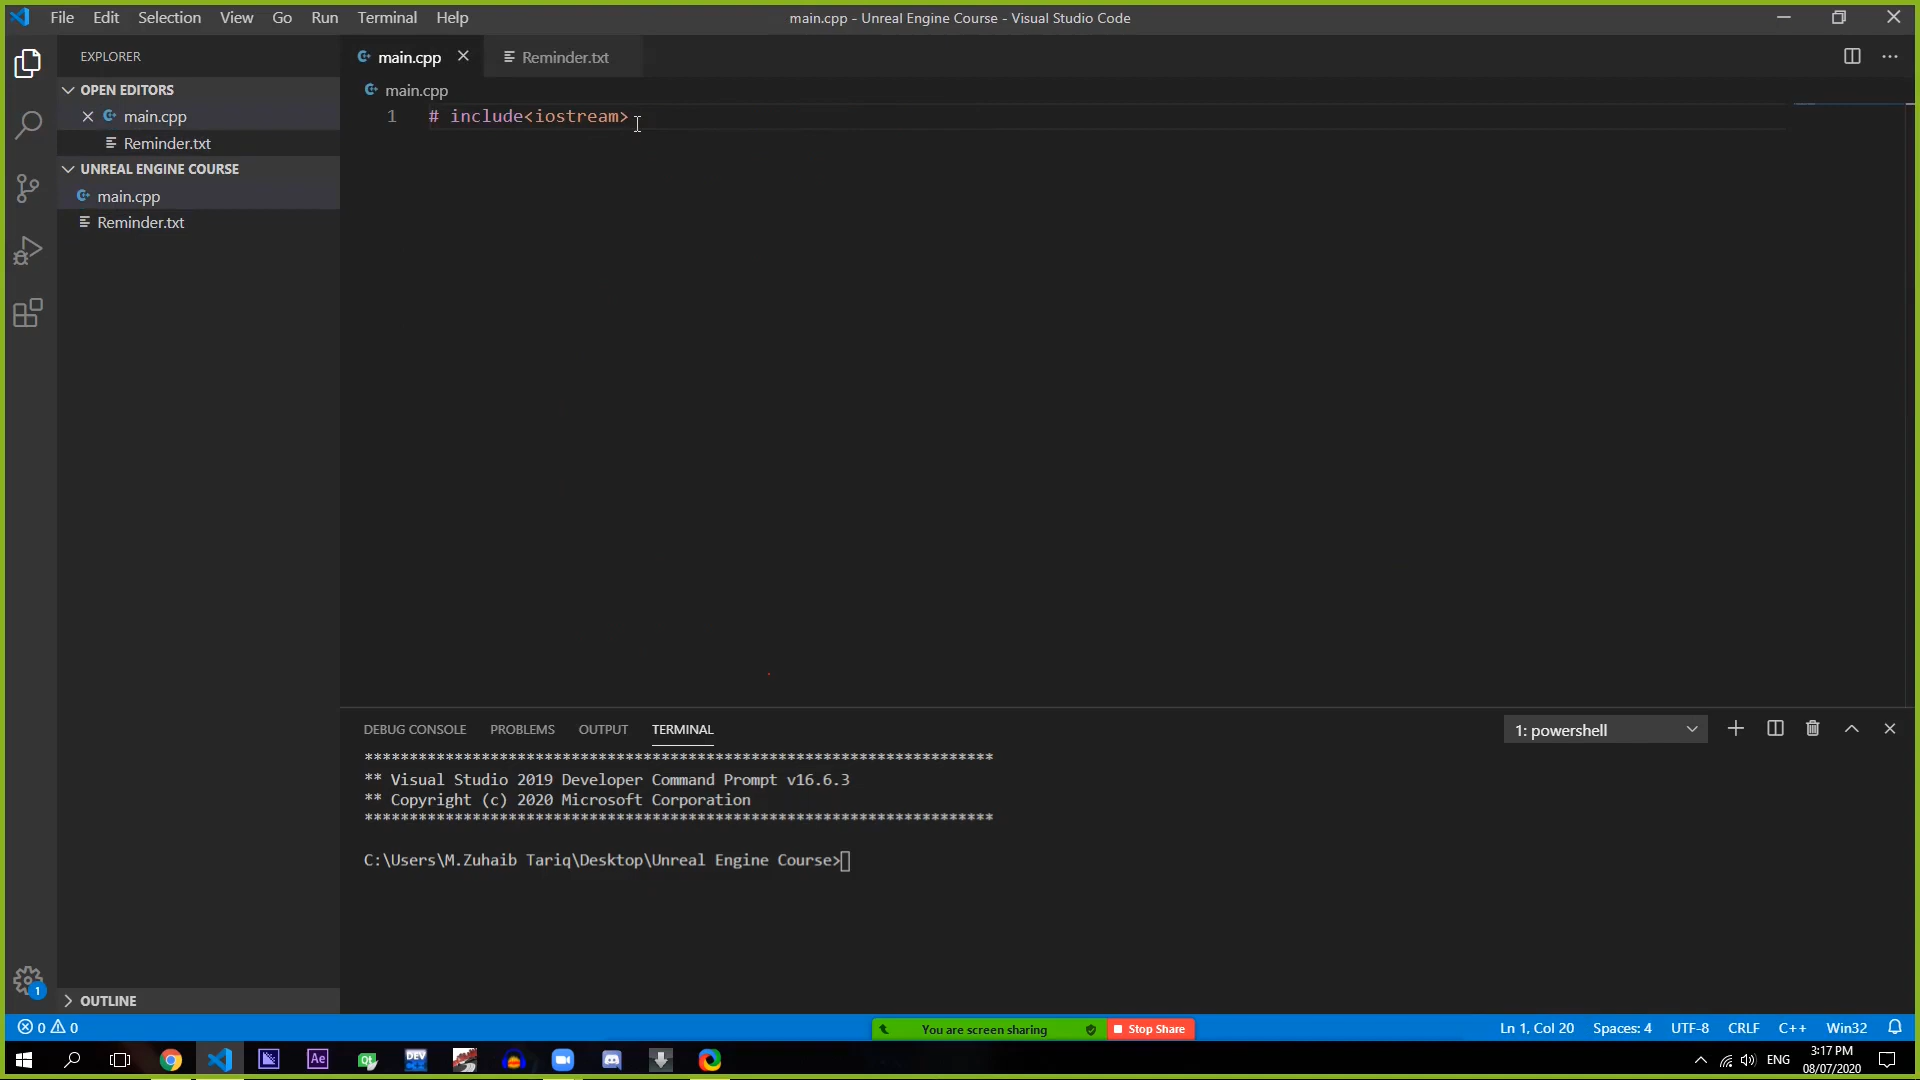 File Edit Selection View Go Run Terminal Help
main.cpp - Unreal Engine Course - Visual Studio Code
EXPLORER
OPEN EDITORS
main.cpp
Reminder.txt
UNREAL ENGINE COURSE
main.cpp
Reminder.txt
OUTLINE
main.cpp
Reminder.txt
main.cpp
1 # include<iostream>
DEBUG CONSOLE PROBLEMS OUTPUT TERMINAL
1: powershell
**********************************************************************
** Visual Studio 2019 Developer Command Prompt v16.6.3
** Copyright (c) 2020 Microsoft Corporation
**********************************************************************
C:\Users\M.Zuhaib Tariq\Desktop\Unreal Engine Course>
1
0 0
You are screen sharing
Stop Share
Ln 1, Col 20 Spaces: 4 UTF-8 CRLF C++ Win32
Ae
Qt
DEV
ENG
3:17 PM
08/07/2020